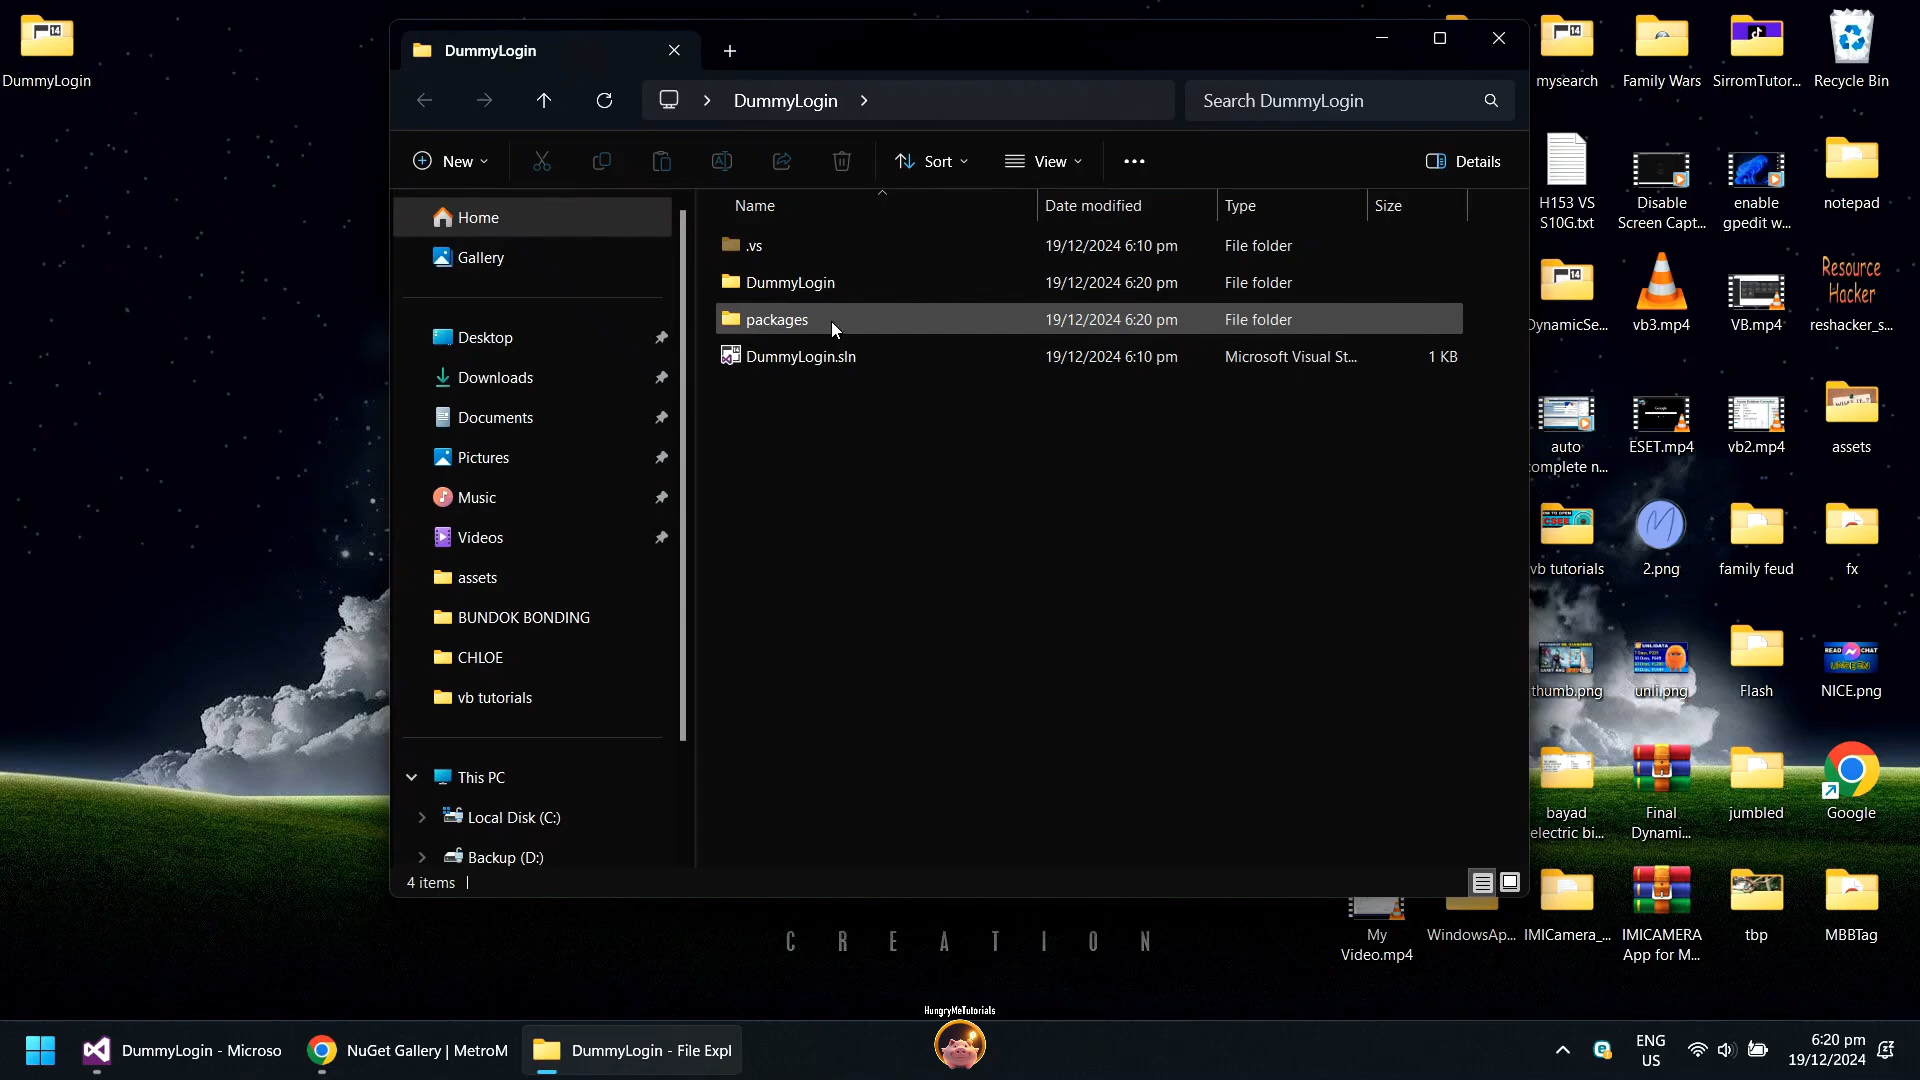 DummyLogin
DummyLogin
DummyLogin
Search DummyLogin
New
Sort
View
Details
Home
Gallery
Desktop
Downloads
Documents
Pictures
Music
Videos
assets
BUNDOK BONDING
CHLOE
vb tutorials
This PC
Local Disk (C:)
Backup (D:)
Name
Date modified
Type
Size
.vs
19/12/2024 6:10 pm
File folder
DummyLogin
19/12/2024 6:20 pm
File folder
packages
19/12/2024 6:20 pm
File folder
DummyLogin.sln
19/12/2024 6:10 pm
Microsoft Visual St...
1 KB
4 items
mysearch
Family Wars
SirromTutor...
Recycle Bin
H153 VS
S10G.txt
Disable
Screen Capt...
enable
gpedit w...
notepad
DynamicSe...
vb3.mp4
VB.mp4
Resource
Hacker
reshacker_s...
auto
complete n...
ESET.mp4
vb2.mp4
assets
vb tutorials
2.png
family feud
fx
thumb.png
unli.png
Flash
READ CHAT
UNSEEN
NICE.png
bayad
electric bi...
Final
Dynami...
jumbled
Google
My
Video.mp4
WindowsAp...
IMICamera_...
IMICAMERA
App for M...
tbp
MBBTag
CREATION
HungryMeTutorials
DummyLogin - Microso
NuGet Gallery | MetroM
DummyLogin - File Expl
ENG
US
6:20 pm
19/12/2024